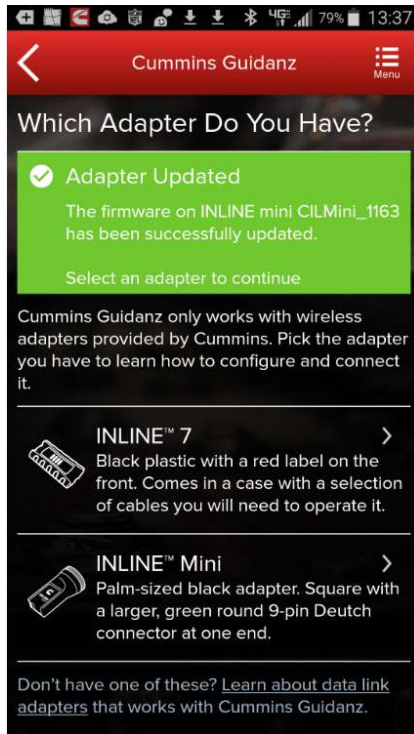 4G 79% 13:37
Cummins Guidanz
Menu
Which Adapter Do You Have?
Adapter Updated
The firmware on INLINE mini CILMini_1163
has been successfully updated.
Select an adapter to continue
Cummins Guidanz only works with wireless
adapters provided by Cummins. Pick the adapter
you have to learn how to configure and connect
it.
INLINE™ 7
Black plastic with a red label on the
front. Comes in a case with a selection
of cables you will need to operate it.
INLINE™ Mini
Palm-sized black adapter. Square with
a larger, green round 9-pin Deutch
connector at one end.
Don't have one of these? Learn about data link
adapters that works with Cummins Guidanz.